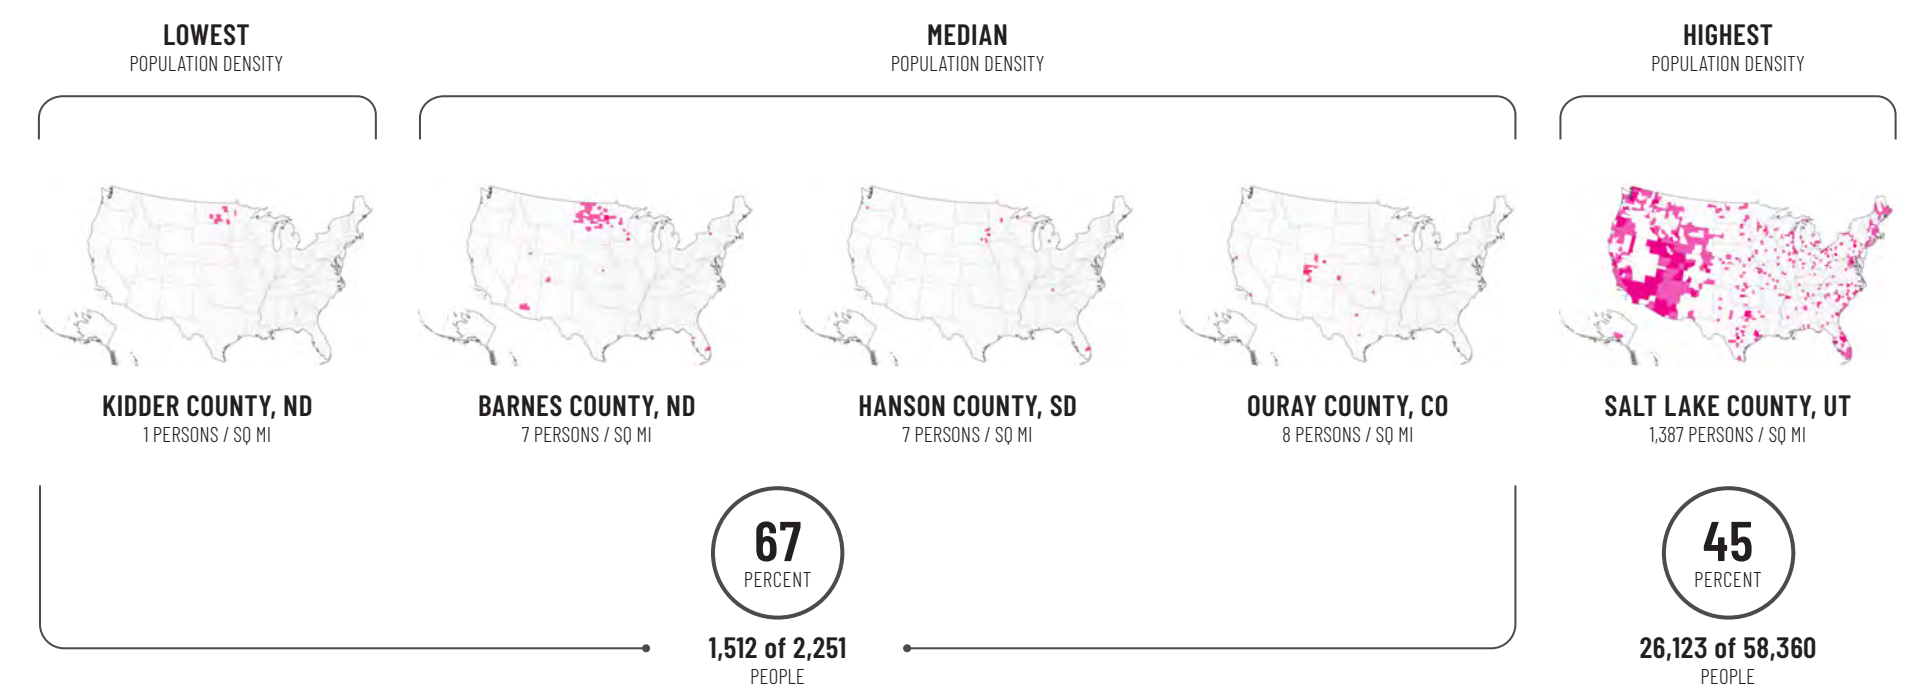 LOWEST
POPULATION DENSITY
MEDIAN
POPULATION DENSITY
HIGHEST
POPULATION DENSITY
KIDDER COUNTY, ND
1 PERSONS / SQ MI
BARNES COUNTY, ND
7 PERSONS / SQ MI
HANSON COUNTY, SD
7 PERSONS / SQ MI
OURAY COUNTY, CO
8 PERSONS / SQ MI
SALT LAKE COUNTY, UT
1,387 PERSONS / SQ MI
67
PERCENT
1,512 of 2,251
PEOPLE
45
PERCENT
26,123 of 58,360
PEOPLE